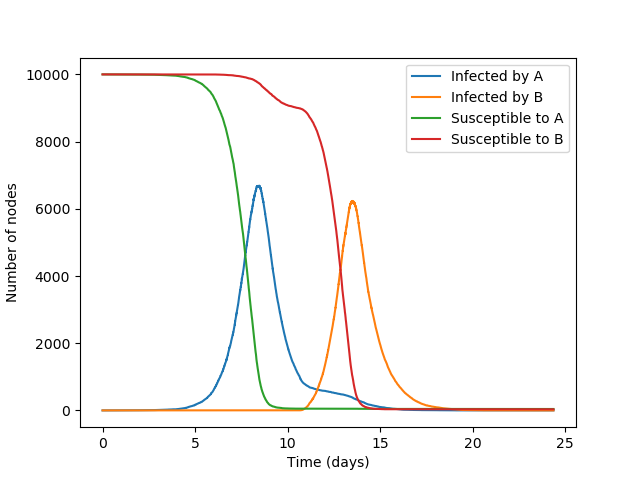 Number of nodes
10000
8000
6000
4000
2000
0
Infected by A
Infected by B
Susceptible to A
Susceptible to B
0 5 10 15 20 25
Time (days)